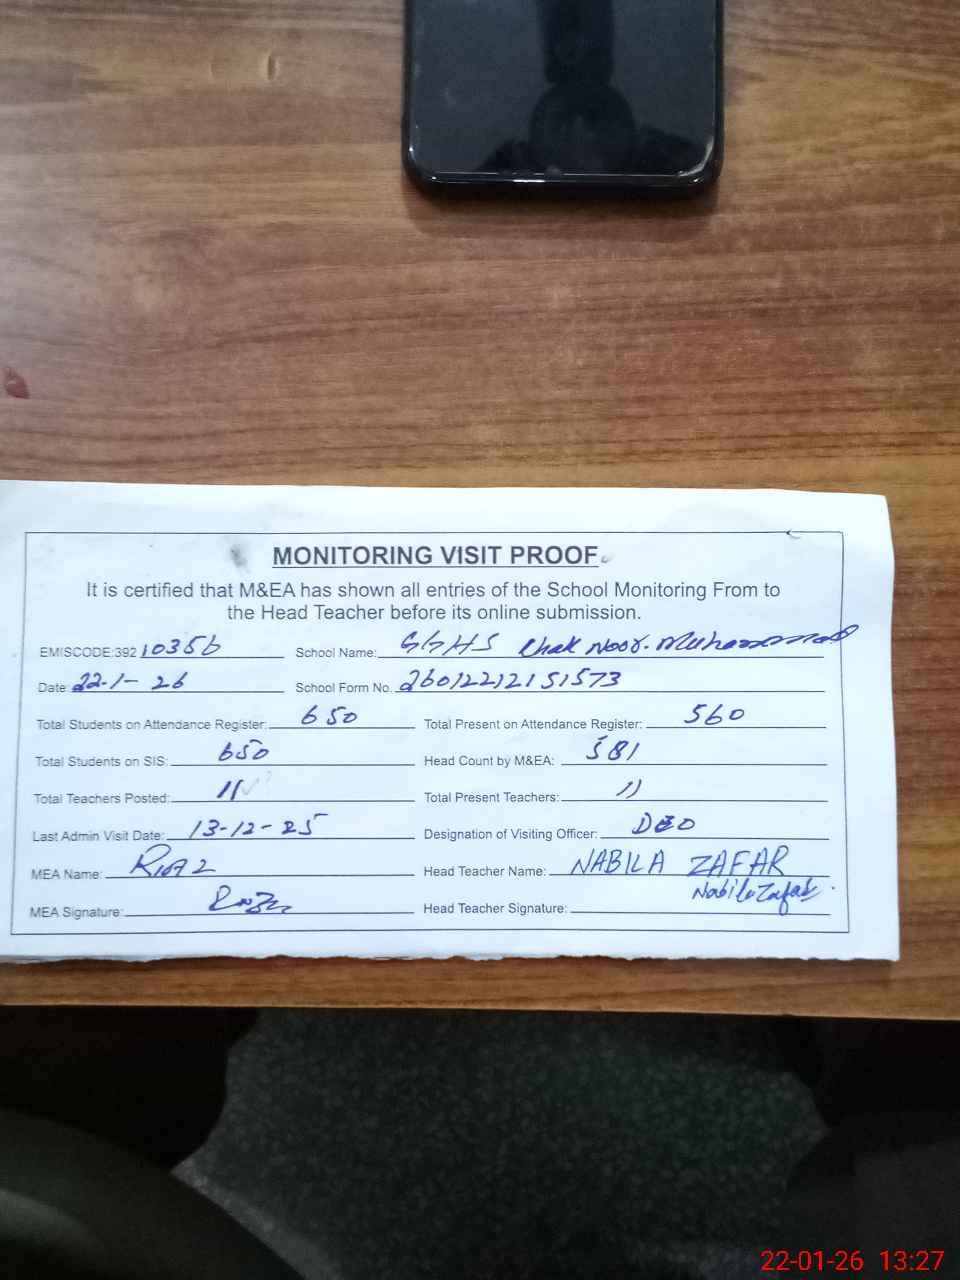 MONITORING VISIT PROOF
It is certified that M&EA has shown all entries of the School Monitoring From to
the Head Teacher before its online submission.
EMISCODE:392 10356 School Name: GGHS Chak Noor Muhammad
Date: 22-1-26 School Form No. 26012212151573
Total Students on Attendance Register: 650 Total Present on Attendance Register: 560
Total Students on SIS: 650 Head Count by M&EA: 581
Total Teachers Posted: 11 Total Present Teachers: 11
Last Admin Visit Date: 13-12-25 Designation of Visiting Officer: DEO
MEA Name: Riaz Head Teacher Name: NABILA ZAFAR
MEA Signature: Head Teacher Signature: Nabila Zafar
22-01-26 13:27